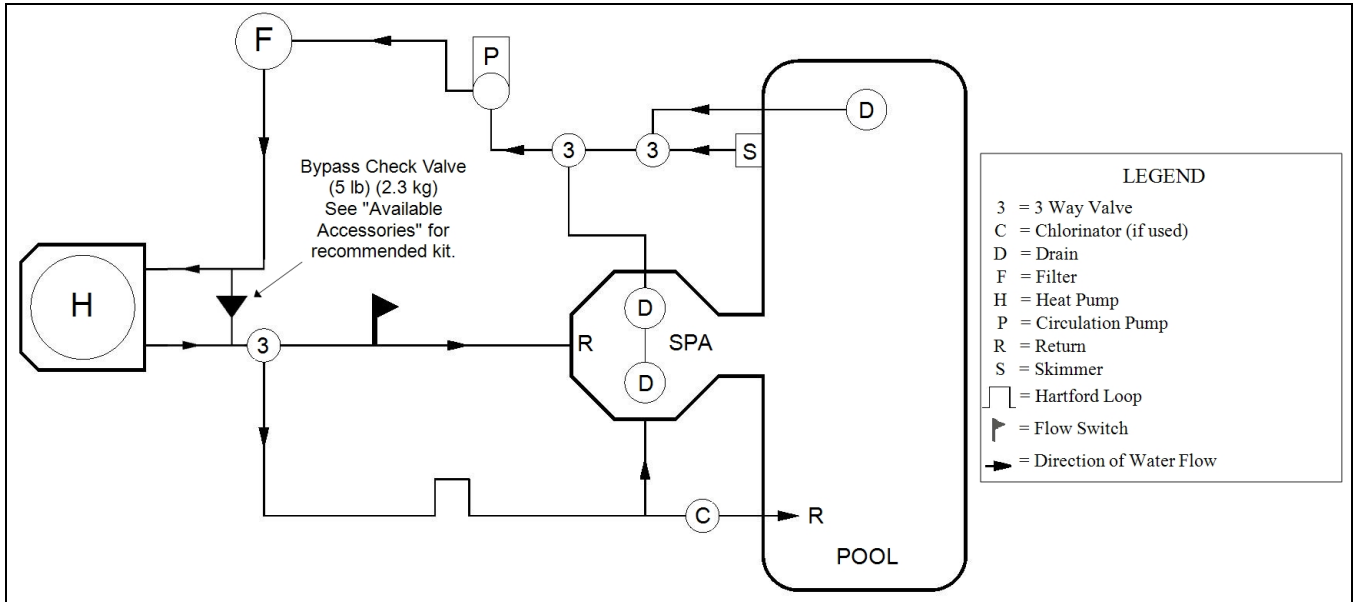 F
P
D
3
3
S
Bypass Check Valve
(5 lb) (2.3 kg)
See "Available
Accessories" for
recommended kit.
H
3
R
D
SPA
D
C
R
POOL
LEGEND
3 = 3 Way Valve
C = Chlorinator (if used)
D = Drain
F = Filter
H = Heat Pump
P = Circulation Pump
R = Return
S = Skimmer
= Hartford Loop
= Flow Switch
= Direction of Water Flow